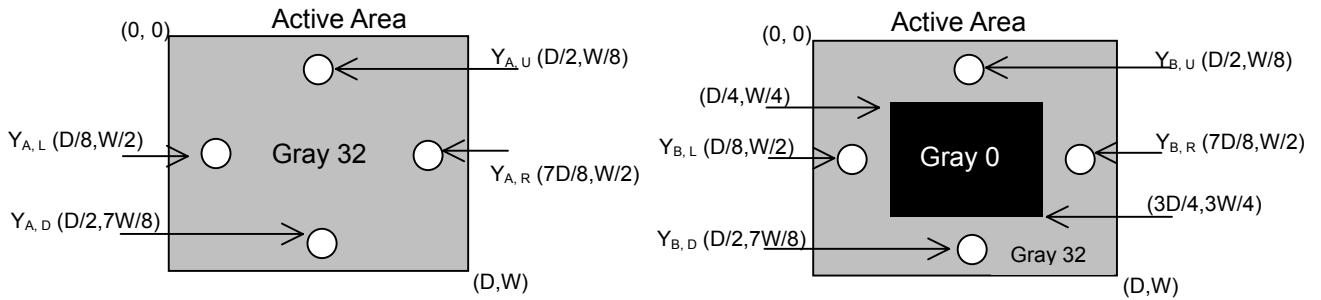 Active Area
(0, 0)
Y_A, U (D/2,W/8)
Y_A, L (D/8,W/2)
Gray 32
Y_A, R (7D/8,W/2)
Y_A, D (D/2,7W/8)
(D,W)
Active Area
(0, 0)
Y_B, U (D/2,W/8)
(D/4,W/4)
Y_B, L (D/8,W/2)
Gray 0
Y_B, R (7D/8,W/2)
(3D/4,3W/4)
Y_B, D (D/2,7W/8)
Gray 32
(D,W)